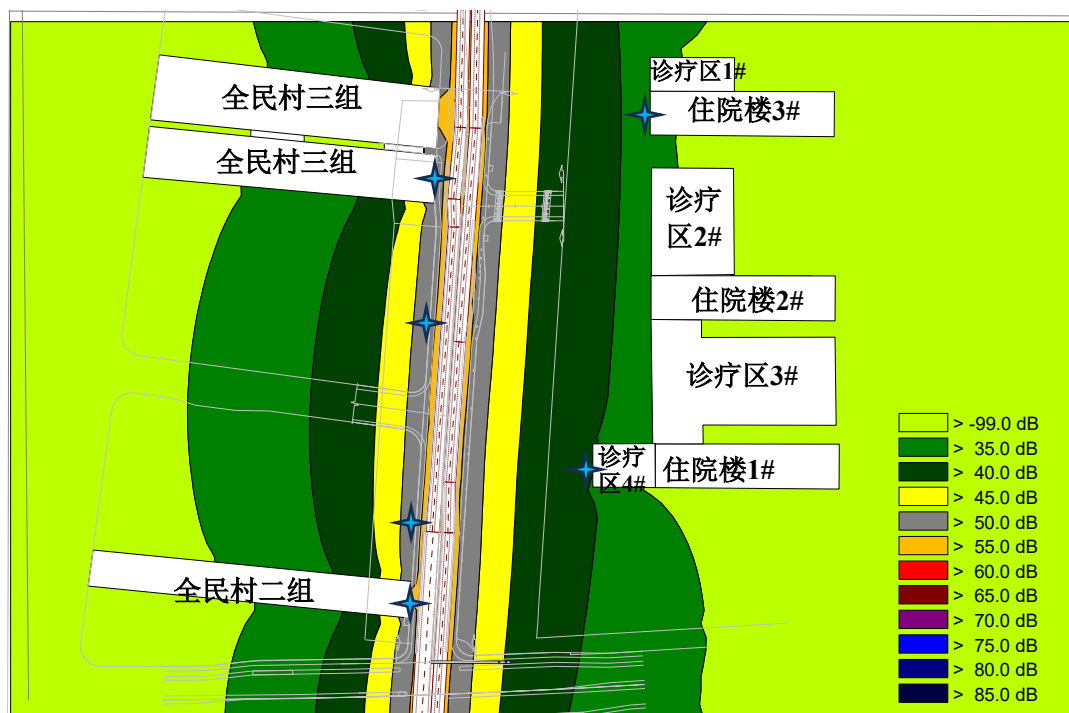 诊疗区1#
全民村三组
住院楼3#
全民村三组
诊疗
区2#
住院楼2#
诊疗区3#
诊疗
区4#
住院楼1#
全民村二组
> -99.0 dB
> 35.0 dB
> 40.0 dB
> 45.0 dB
> 50.0 dB
> 55.0 dB
> 60.0 dB
> 65.0 dB
> 70.0 dB
> 75.0 dB
> 80.0 dB
> 85.0 dB